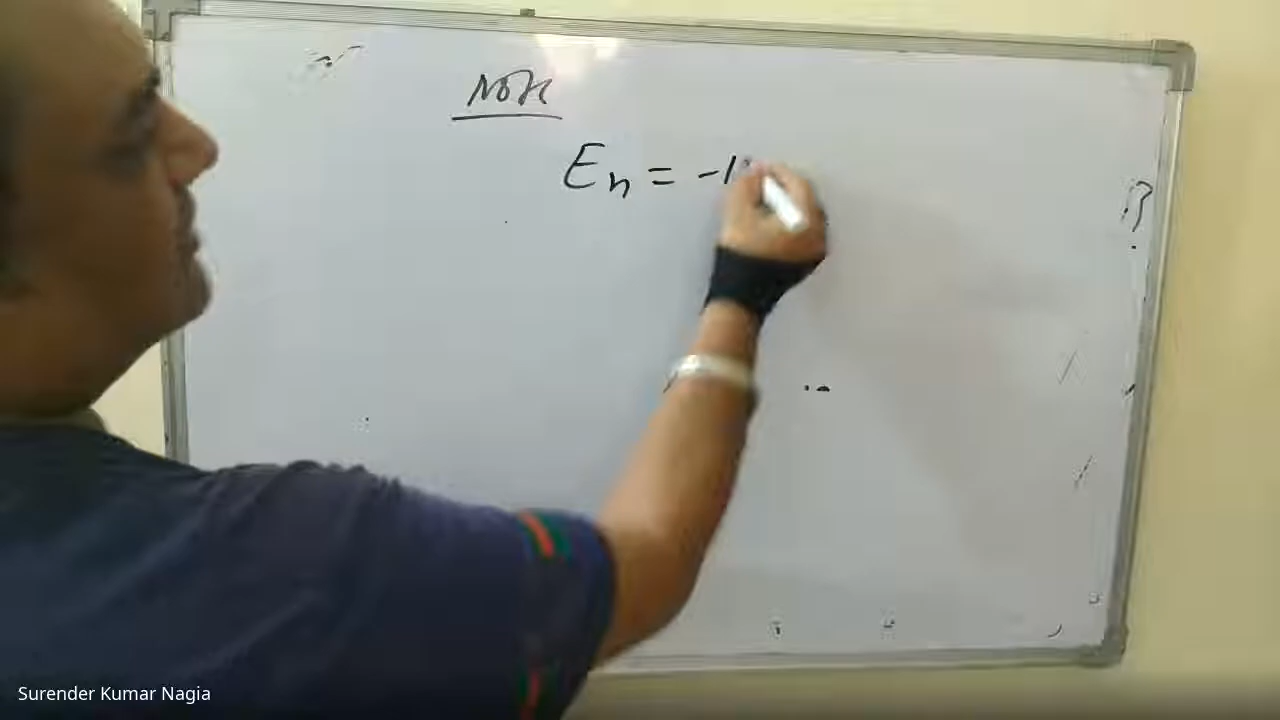 Note
En = -1
Surender Kumar Nagia